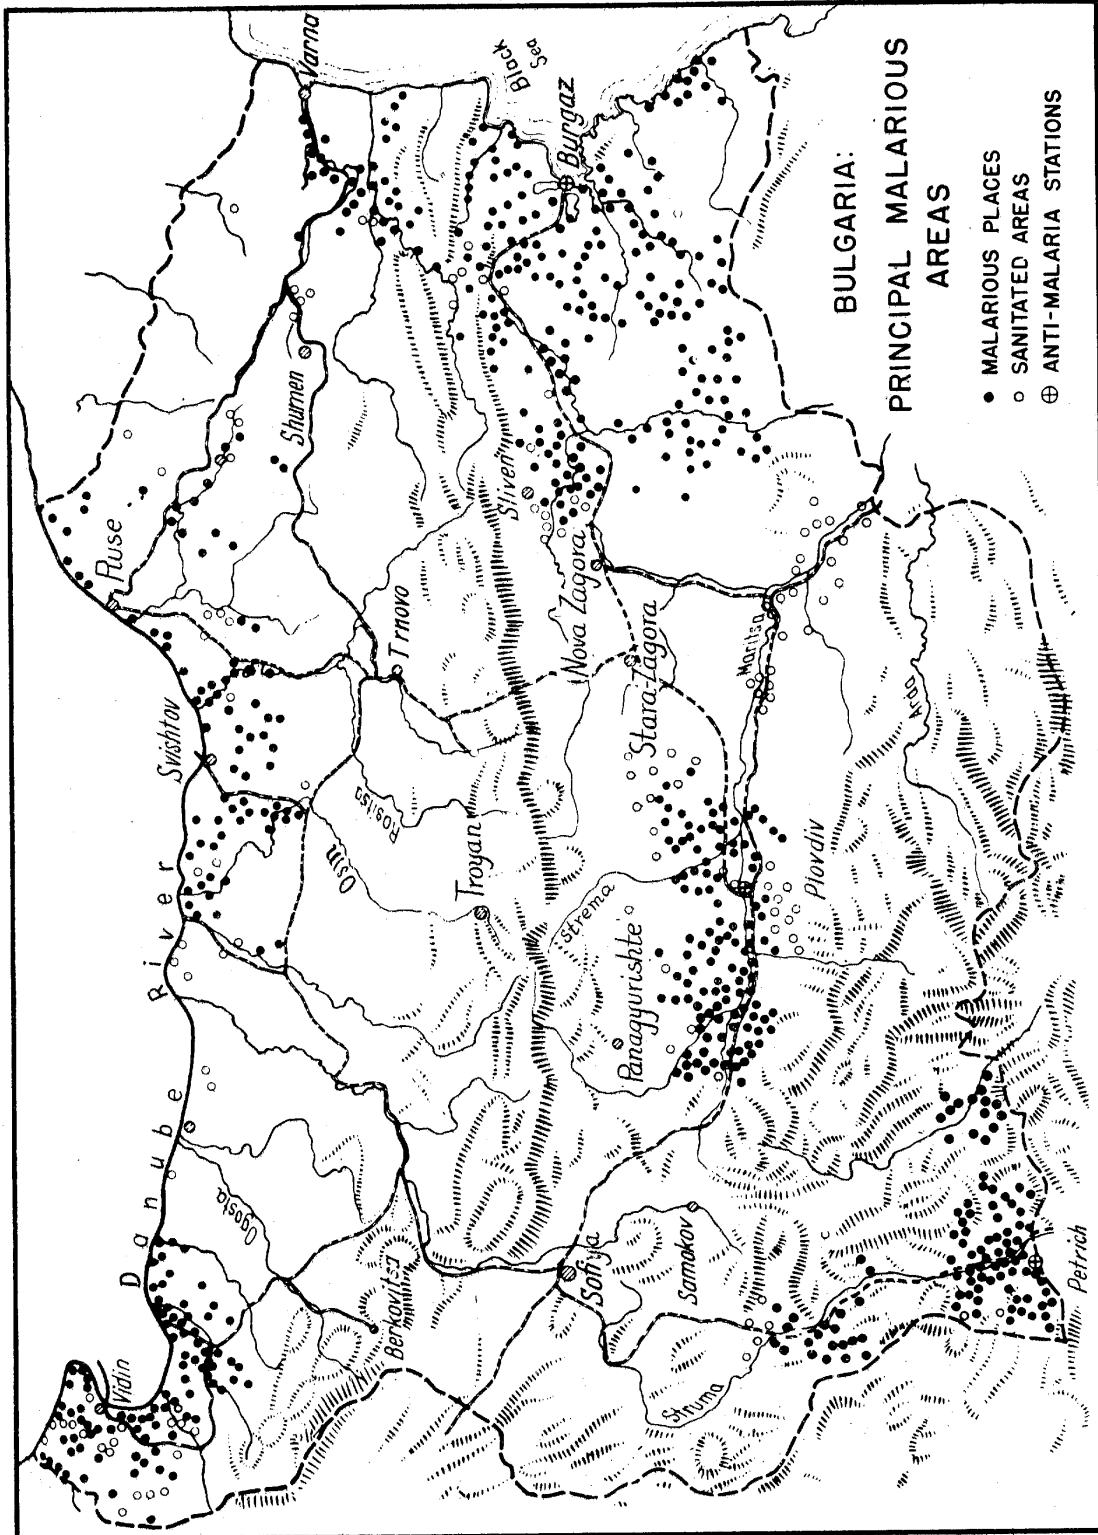 BULGARIA:
PRINCIPAL MALARIOUS
AREAS
● MALARIOUS PLACES
○ SANITATED AREAS
⊕ ANTI-MALARIA STATIONS
Danube River
Vidin
Ogosta
Berkovitsa
Sofiya
Samokov
Struma
Petrich
Panagyurishte
Strema
Plovdiv
Troyan
Osum
Rositsa
Svishtov
Ruse
Trnovo
Stara-Zagora
Nova Zagora
Maritsa
Arda
Sliven
Shumen
Varna
Burgaz
Black
Sea